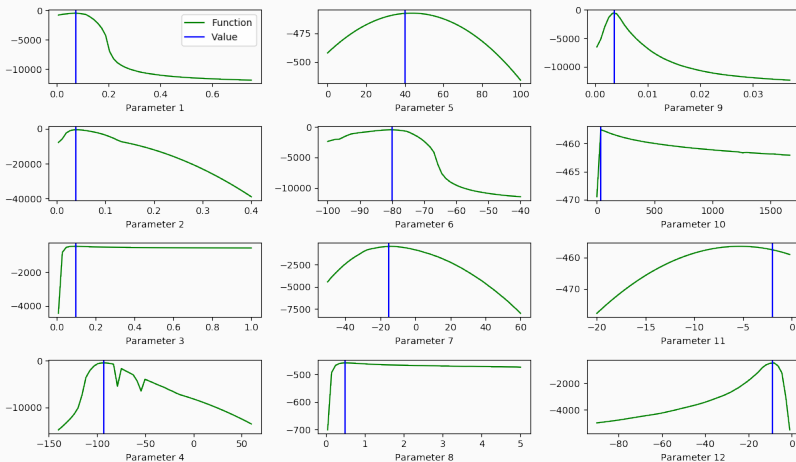 0
−5000
−10000
0.0 0.2 0.4 0.6
Parameter 1
Function
Value
−475
−500
0 20 40 60 80 100
Parameter 5
0
−5000
−10000
0.00 0.01 0.02 0.03
Parameter 9
0
−20000
−40000
0.0 0.1 0.2 0.3 0.4
Parameter 2
0
−5000
−10000
−100 −90 −80 −70 −60 −50 −40
Parameter 6
−460
−465
−470
0 500 1000 1500
Parameter 10
−2000
−4000
0.0 0.2 0.4 0.6 0.8 1.0
Parameter 3
−2500
−5000
−7500
−40 −20 0 20 40 60
Parameter 7
−460
−470
−20 −15 −10 −5 0
Parameter 11
0
−10000
−150 −100 −50 0 50
Parameter 4
−500
−600
−700
0 1 2 3 4 5
Parameter 8
−2000
−4000
−80 −60 −40 −20 0
Parameter 12